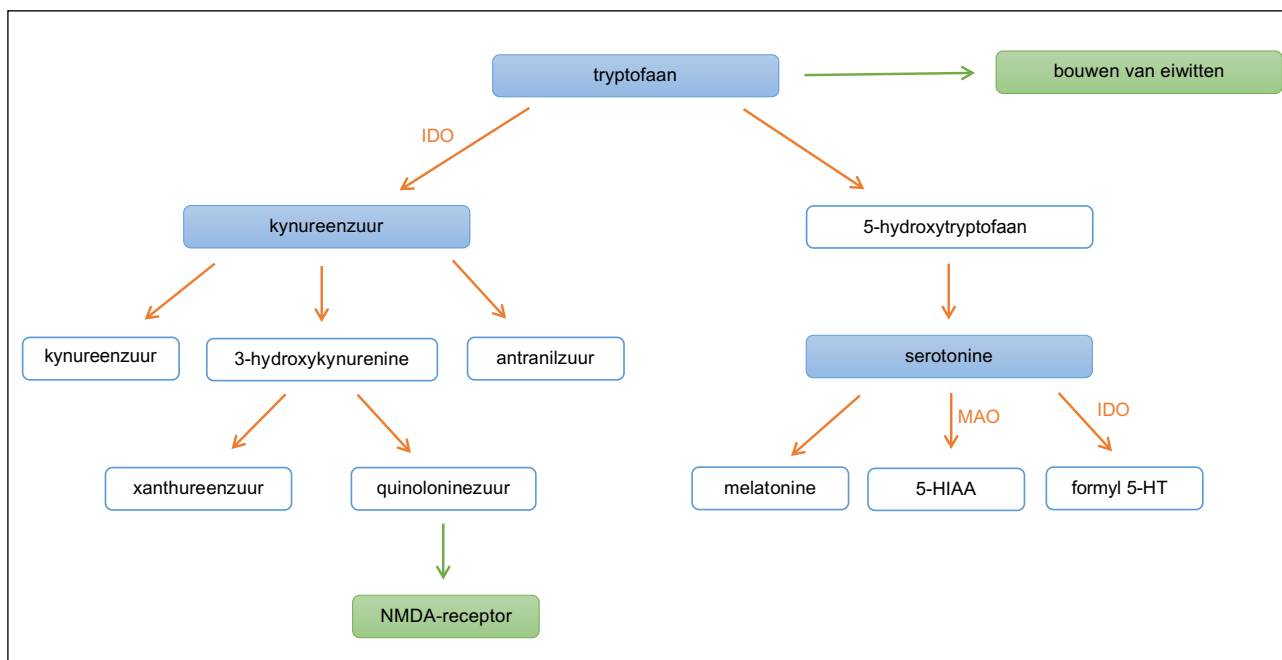 tryptofaan
bouwen van eiwitten
IDO
kynureenzuur
5-hydroxytryptofaan
kynureenzuur
3-hydroxykynurenine
antranilzuur
serotonine
MAO
IDO
xanthureenzuur
quinoloninezuur
melatonine
5-HIAA
formyl 5-HT
NMDA-receptor